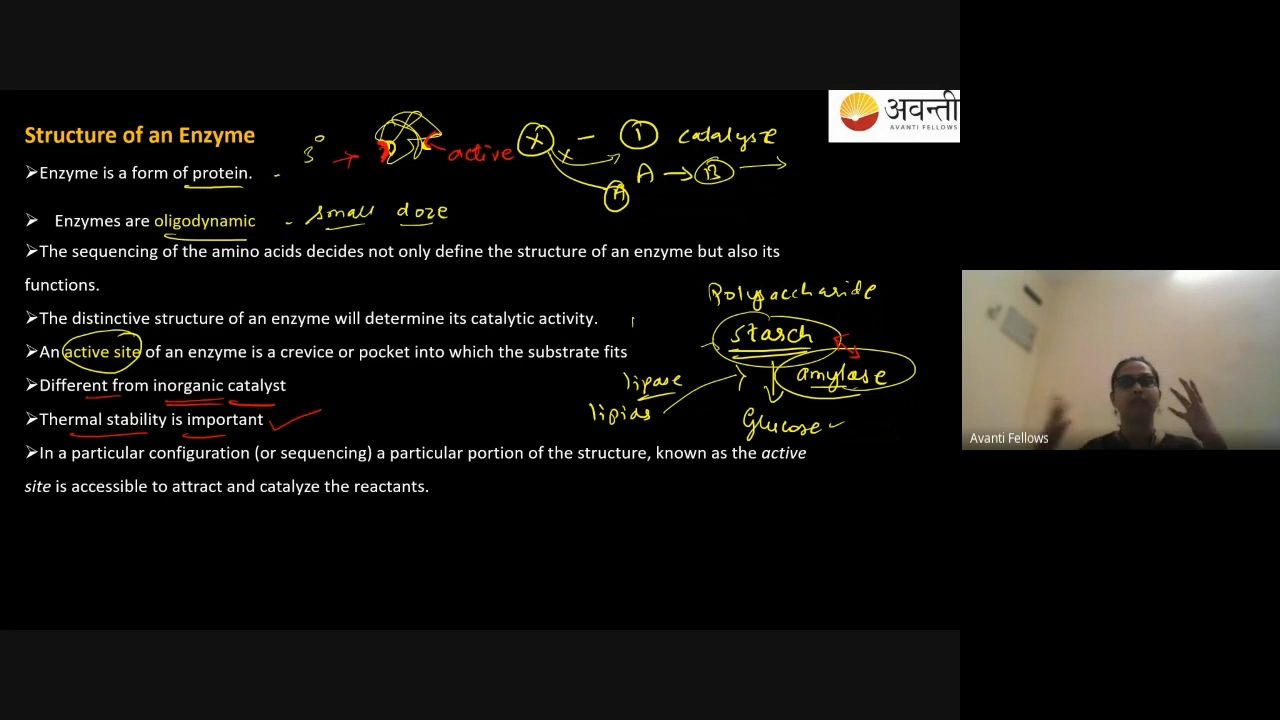 अवन्ती
AVANTI FELLOWS
Structure of an Enzyme
3° → active X X – 1 catalyse
➢Enzyme is a form of protein. -
A → B →
A
➢ Enzymes are oligodynamic - small doze
➢The sequencing of the amino acids decides not only define the structure of an enzyme but also its
functions.
Polysaccharide
➢The distinctive structure of an enzyme will determine its catalytic activity.
starch
➢An active site of an enzyme is a crevice or pocket into which the substrate fits
➢Different from inorganic catalyst
lipase amylase
➢Thermal stability is important ✓
lipids Glucose
➢In a particular configuration (or sequencing) a particular portion of the structure, known as the active
site is accessible to attract and catalyze the reactants.
Avanti Fellows